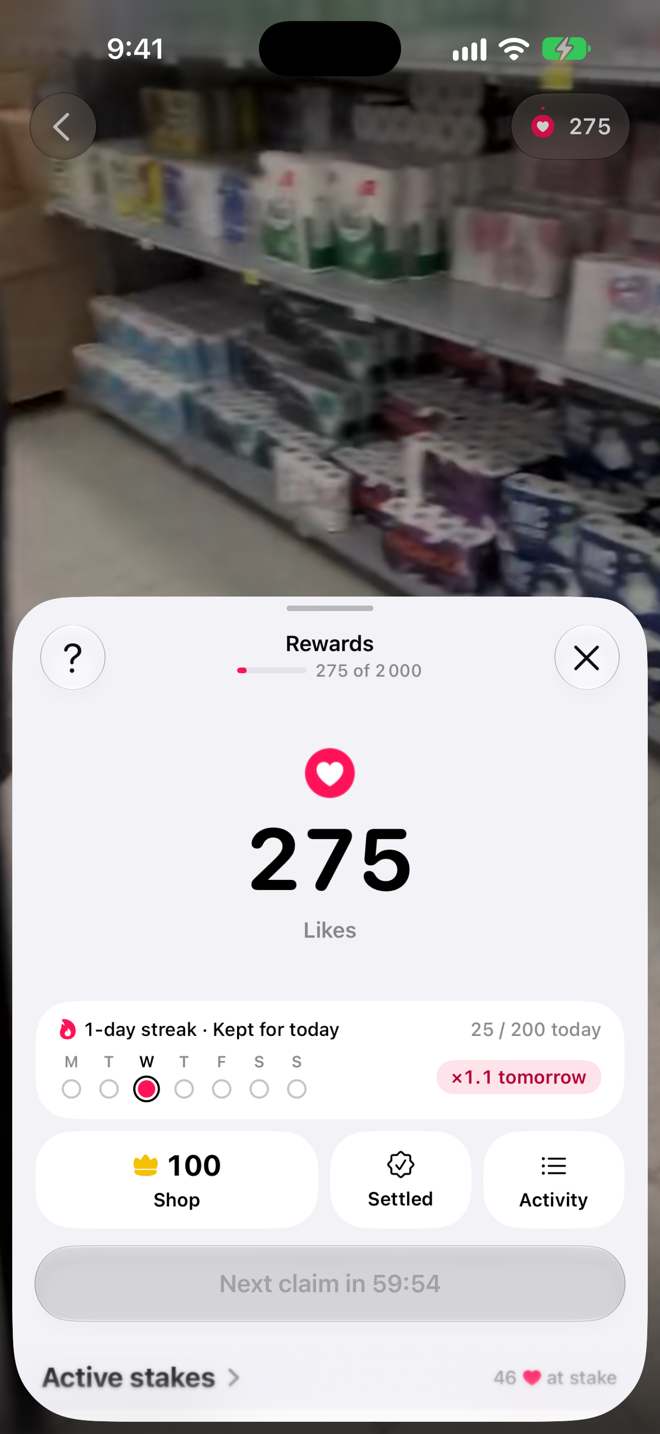 9:41
275
Rewards
275 of 2 000
275
Likes
1-day streak · Kept for today
25 / 200 today
M T W T F S S
×1.1 tomorrow
100
Shop
Settled
Activity
Next claim in 59:54
Active stakes
46 at stake